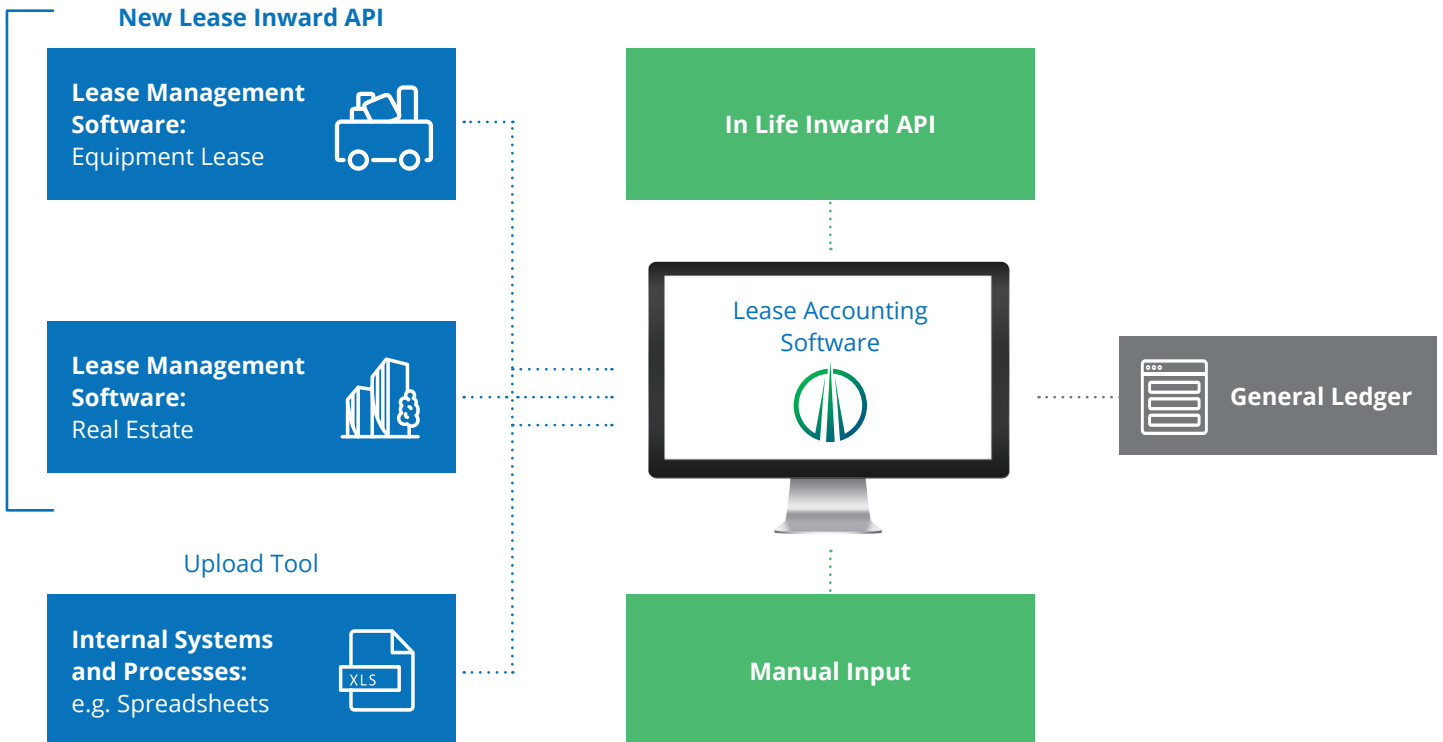 New Lease Inward API
Lease Management
Software:
Equipment Lease
In Life Inward API
Lease Accounting
Software
Lease Management
Software:
Real Estate
General Ledger
Upload Tool
Internal Systems
and Processes:
e.g. Spreadsheets
XLS
Manual Input